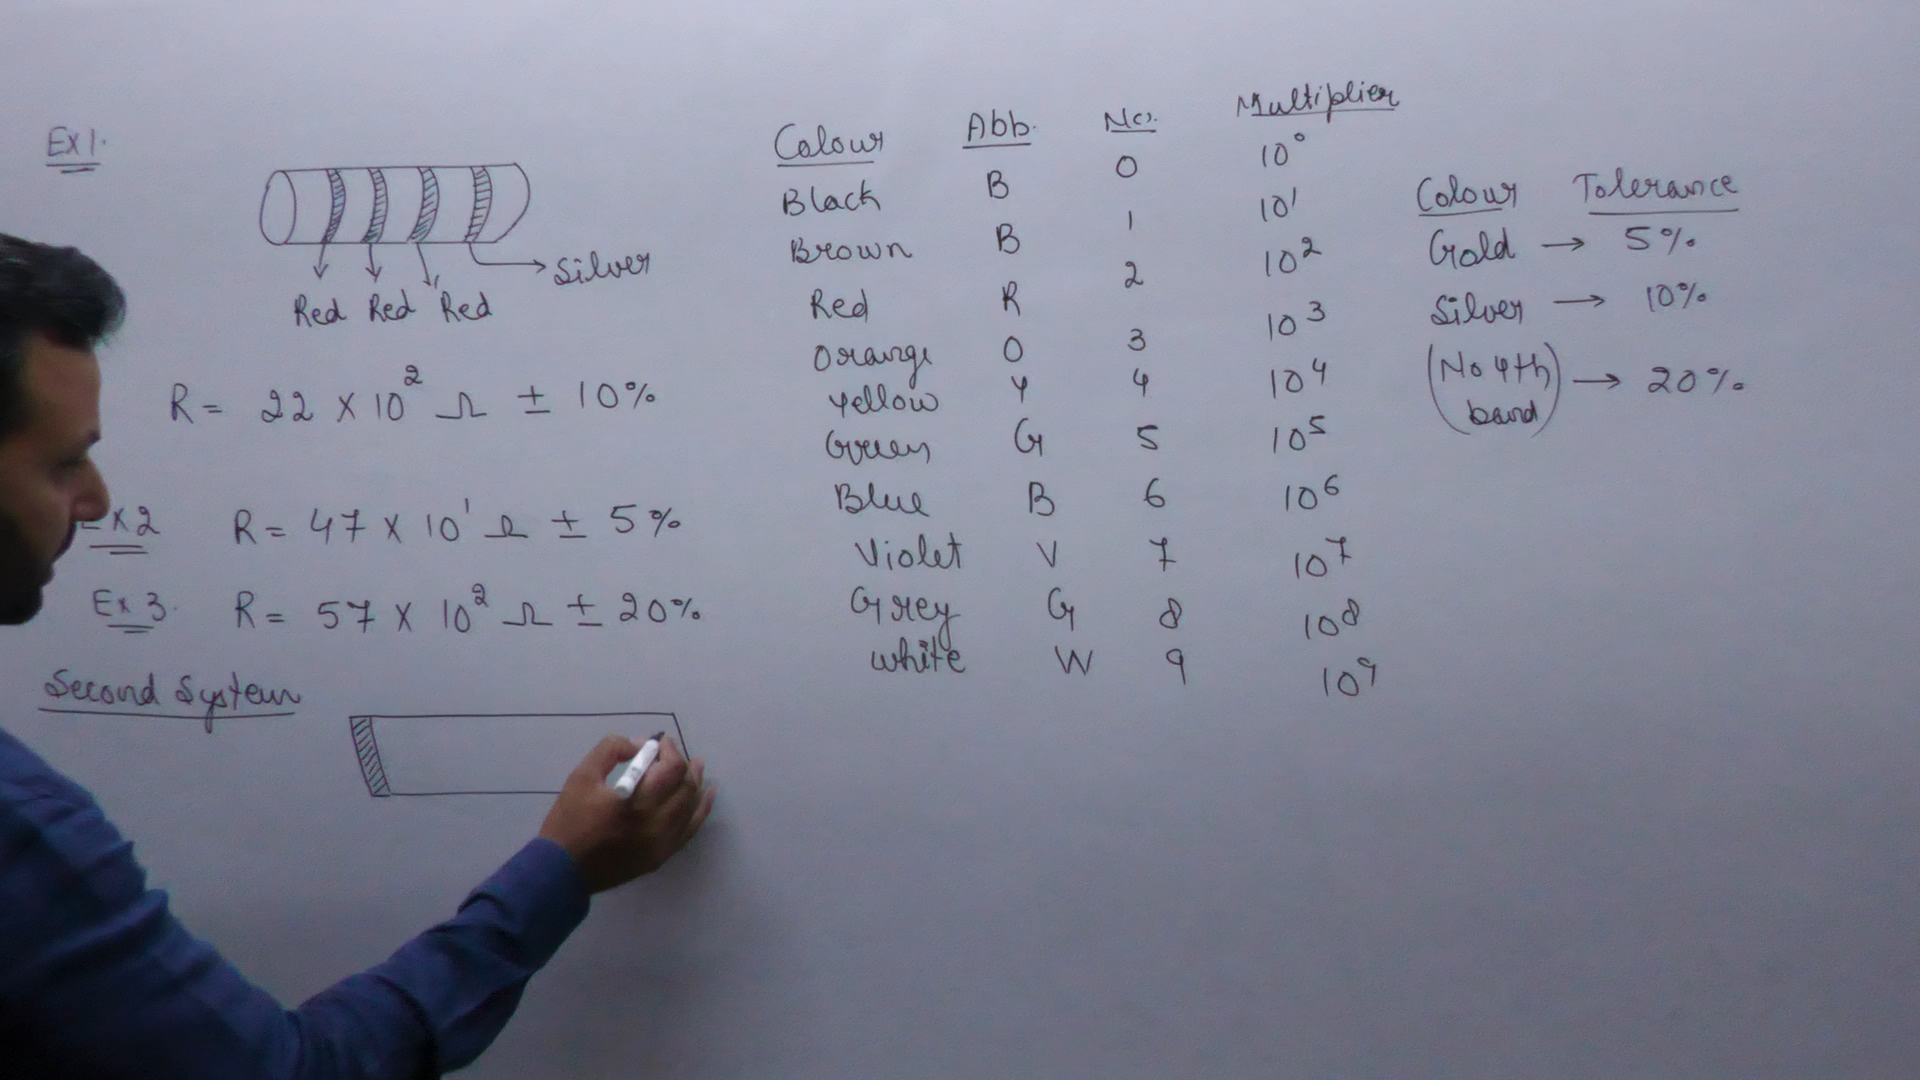 Ex 1.
Red Red Red
Silver
R = 22 × 10² Ω ± 10%
Ex 2 R = 47 × 10¹ Ω ± 5%
Ex 3. R = 57 × 10² Ω ± 20%
Second System
Colour Abb. No. Multiplier
Black B 0 10⁰
Brown B 1 10¹
Red R 2 10²
Orange O 3 10³
Yellow Y 4 10⁴
Green G 5 10⁵
Blue B 6 10⁶
Violet V 7 10⁷
Grey G 8 10⁸
White W 9 10⁹
Colour Tolerance
Gold → 5%
Silver → 10%
(No 4th band) → 20%